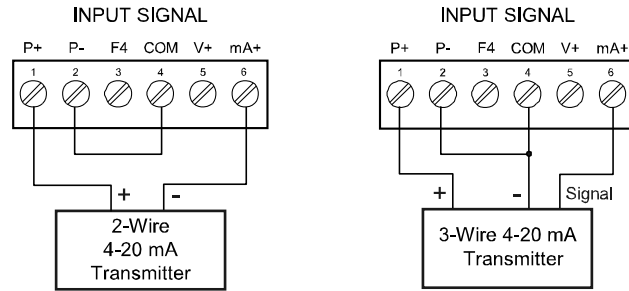 INPUT SIGNAL
P+ P- F4 COM V+ mA+
1 2 3 4 5 6
+ -
2-Wire
4-20 mA
Transmitter
INPUT SIGNAL
P+ P- F4 COM V+ mA+
1 2 3 4 5 6
+ - Signal
3-Wire 4-20 mA
Transmitter